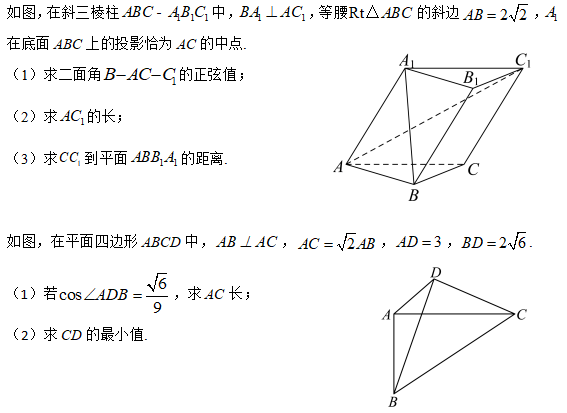 如图,在斜三棱柱ABC - A₁B₁C₁中,BA₁⊥AC₁,等腰Rt△ABC的斜边AB=2√2,A₁
在底面ABC上的投影恰为AC的中点.
(1)求二面角B-AC-C₁的正弦值;
(2)求AC₁的长;
(3)求CC₁到平面ABB₁A₁的距离.
A₁
C₁
B₁
A
C
B
如图,在平面四边形ABCD中,AB⊥AC,AC=√2AB,AD=3,BD=2√6.
(1)若cos∠ADB=√6/9,求AC长;
(2)求CD的最小值.
D
A
C
B